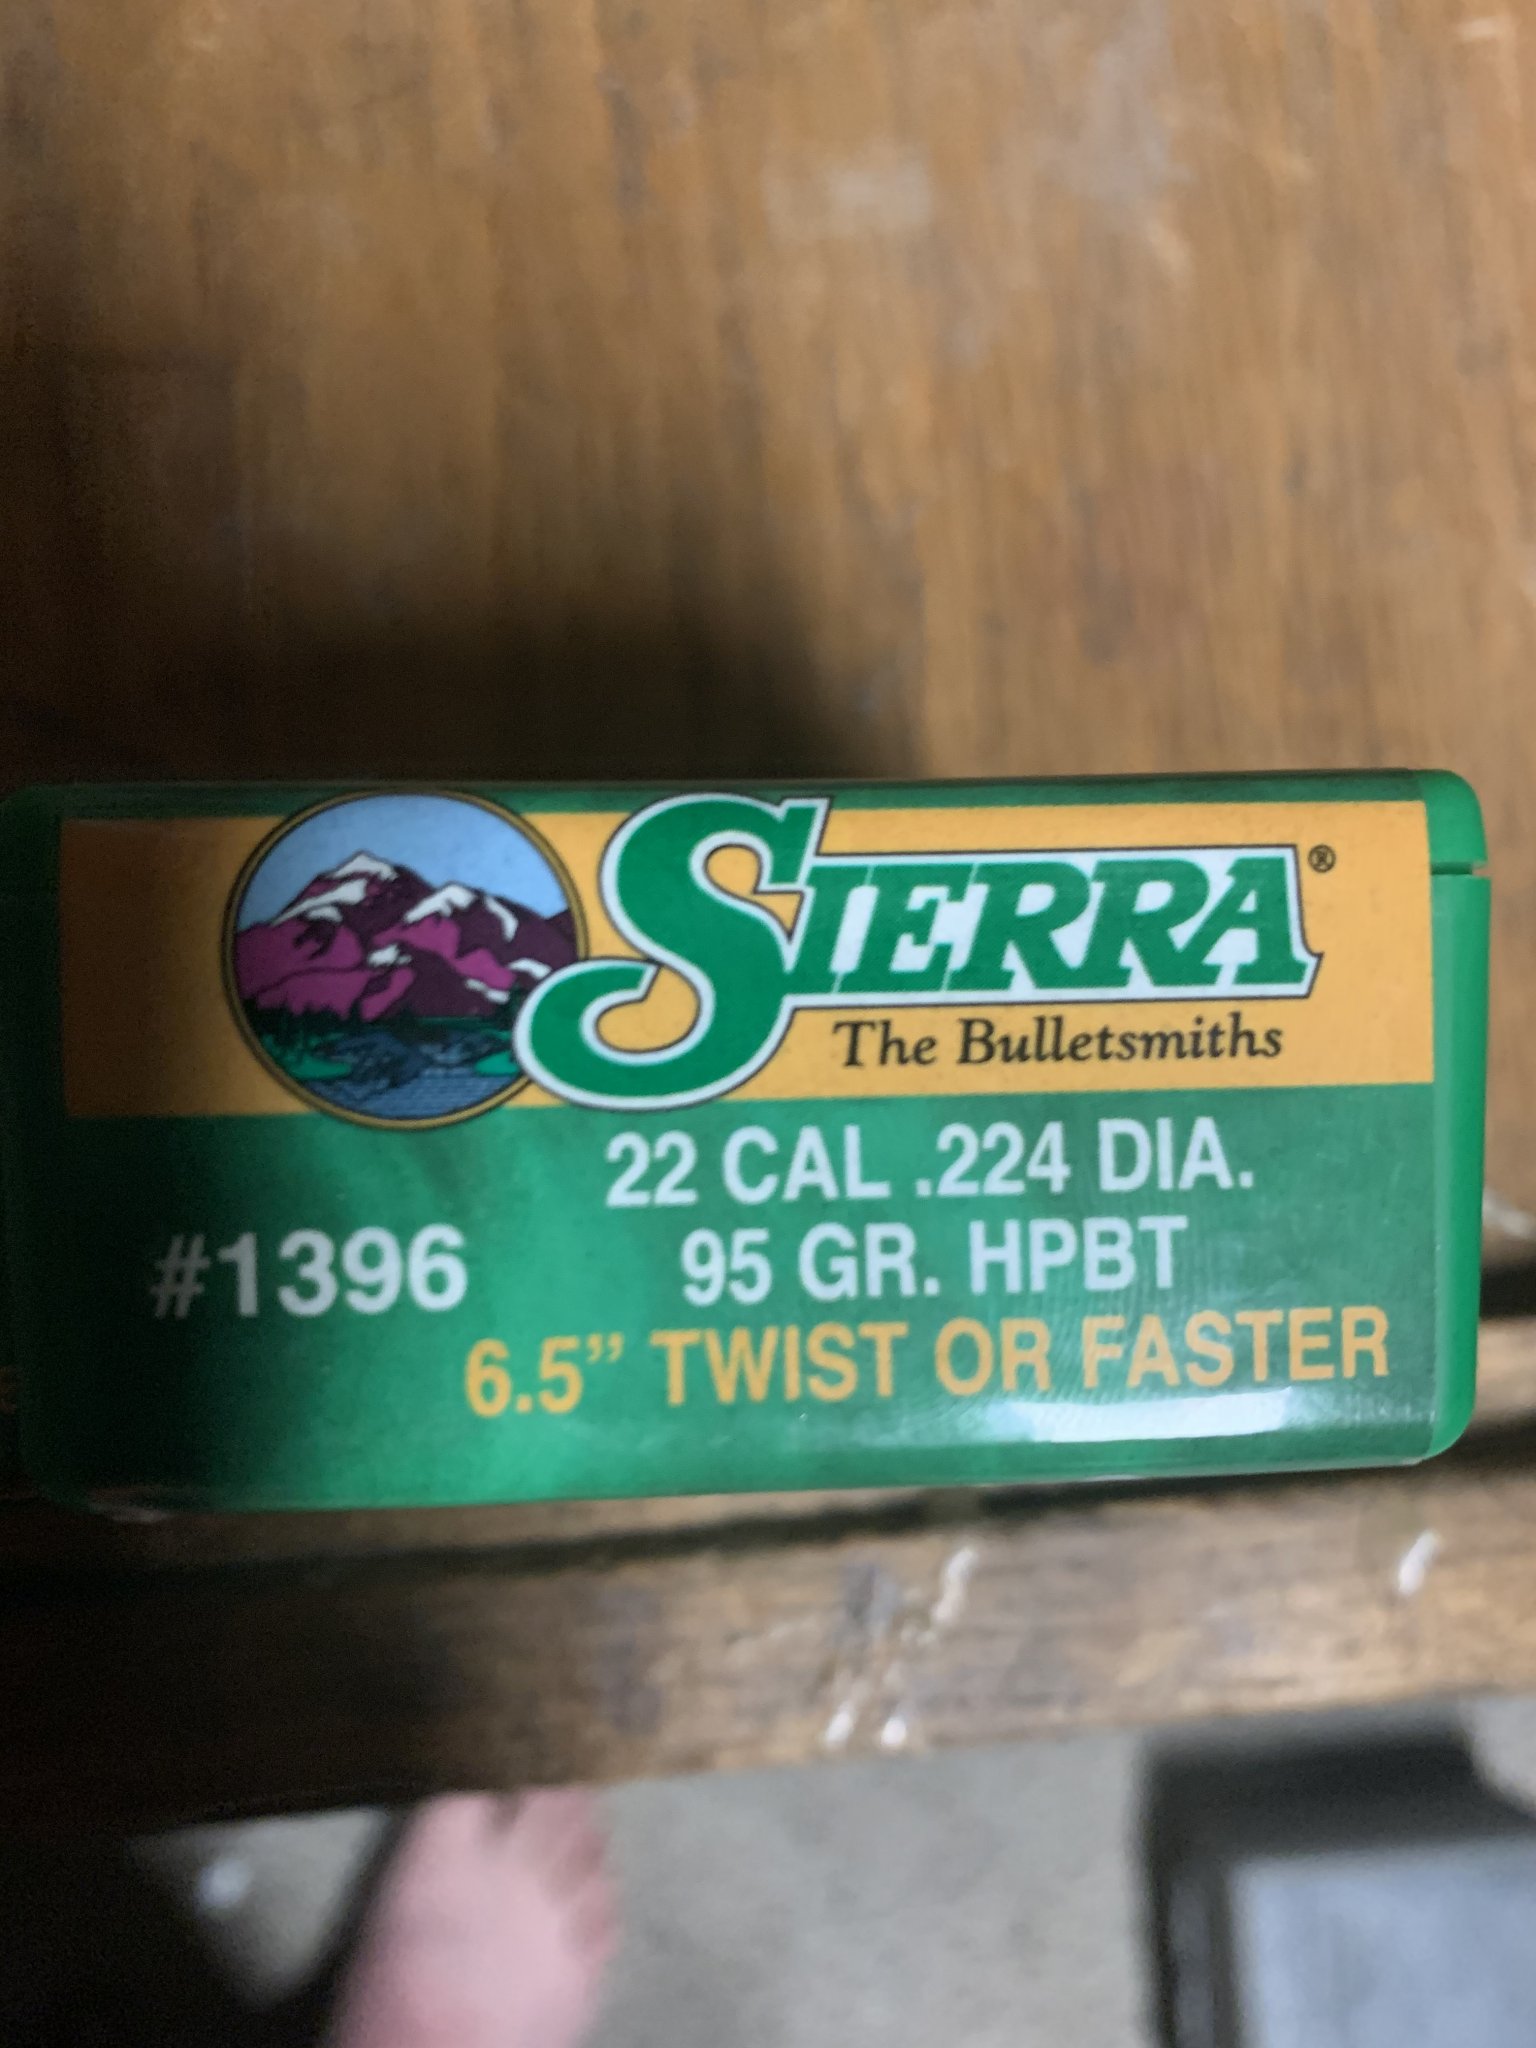 SIERRA®
The Bulletsmiths
22 CAL .224 DIA.
#1396 95 GR. HPBT
6.5” TWIST OR FASTER